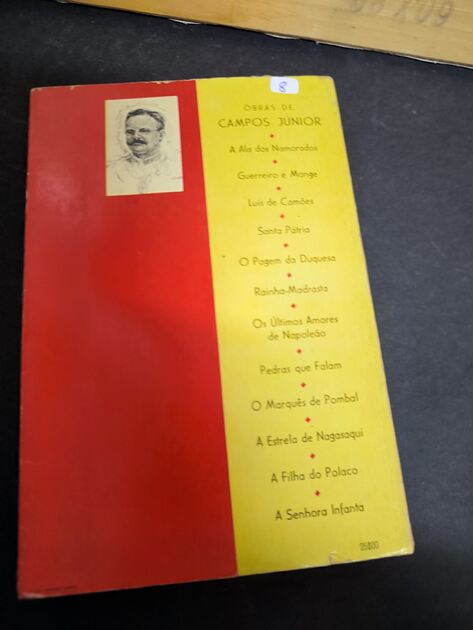 8
OBRAS DE
CAMPOS JÚNIOR
A Ala dos Namorados
Guerreiro e Monge
Luís de Camões
Santa Pátria
O Pagem da Duquesa
Rainha-Madrasta
Os Últimos Amores
de Napoleão
Pedras que Falam
O Marquês de Pombal
A Estrela de Nagasaqui
A Filha do Polaco
A Senhora Infanta
25$00